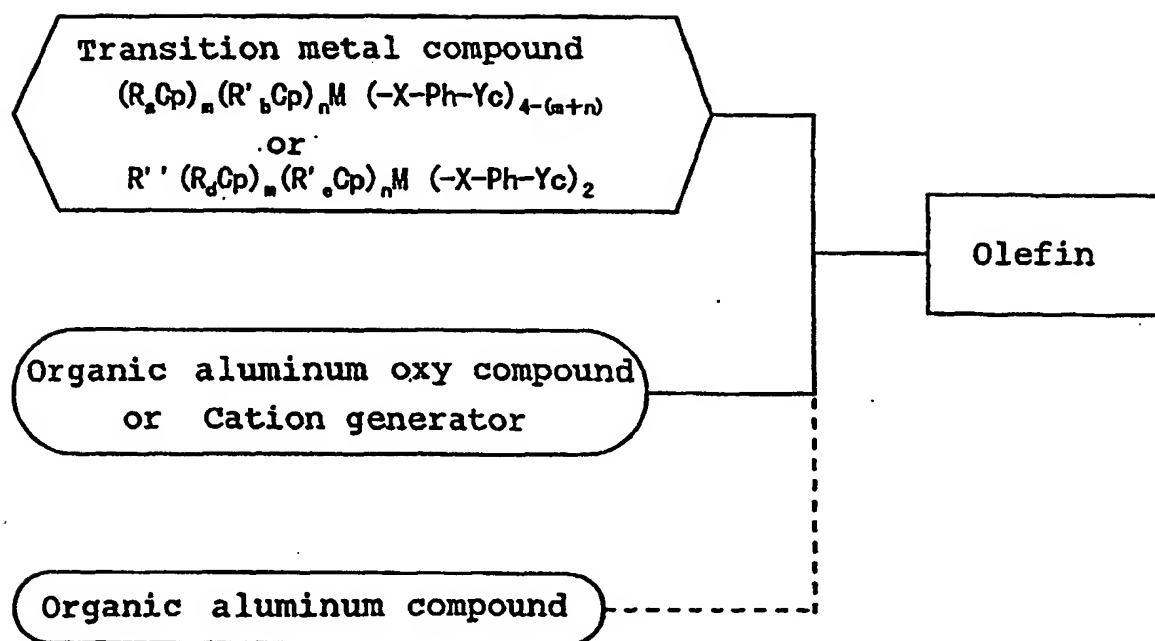 Transition metal compound
(RaCp)m(R'bCp)nM (-X-Ph-Yc)4-(m+n)
or
R''(RdCp)m(R'eCp)nM (-X-Ph-Yc)2
Olefin
Organic aluminum oxy compound
or Cation generator
Organic aluminum compound